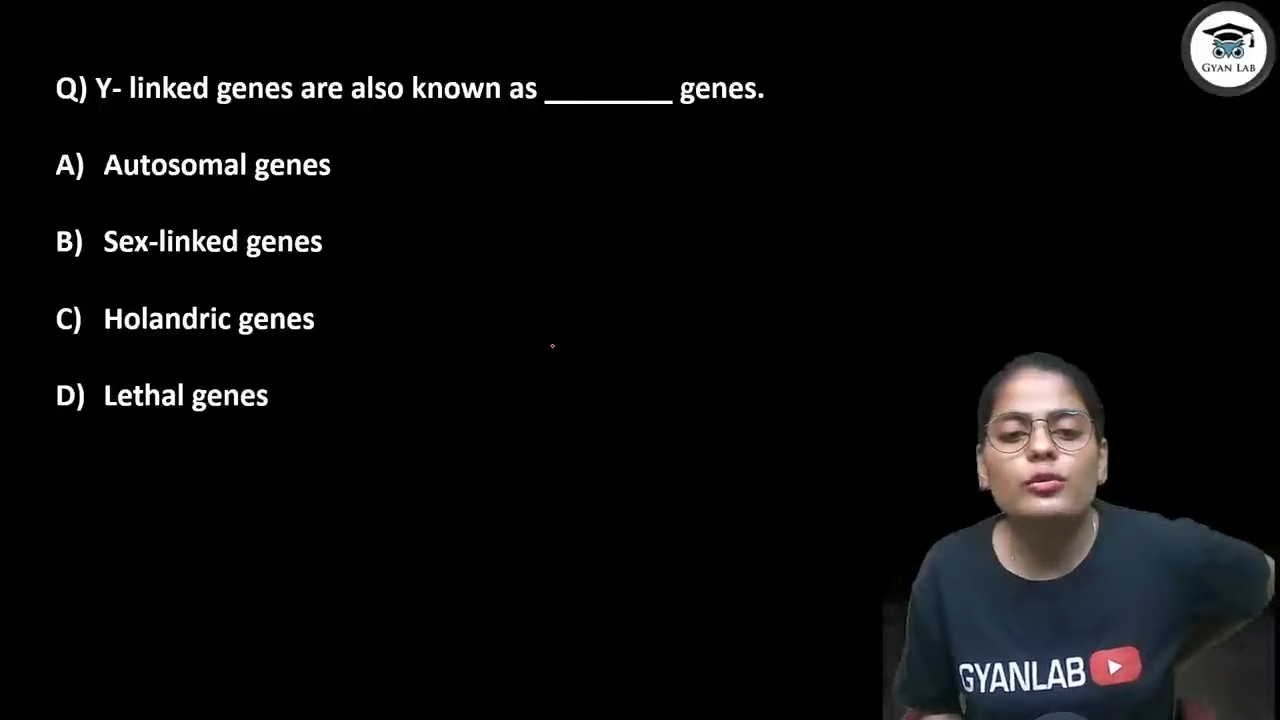 Q) Y- linked genes are also known as ________ genes.
A) Autosomal genes
B) Sex-linked genes
C) Holandric genes
D) Lethal genes
GYAN LAB
GYANLAB